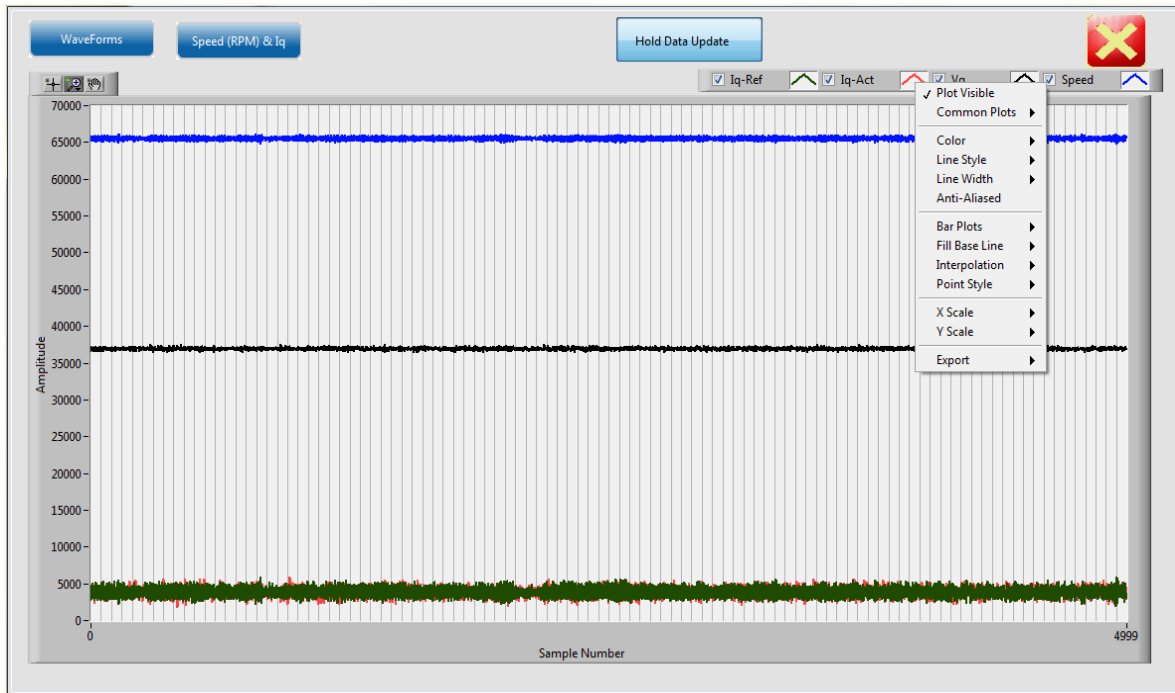 WaveForms
Speed (RPM) & Iq
Hold Data Update
Iq-Ref
Iq-Act
Vq
Speed
Plot Visible
Common Plots
Color
Line Style
Line Width
Anti-Aliased
Bar Plots
Fill Base Line
Interpolation
Point Style
X Scale
Y Scale
Export
Amplitude
70000
65000
60000
55000
50000
45000
40000
35000
30000
25000
20000
15000
10000
5000
0
0
4999
Sample Number